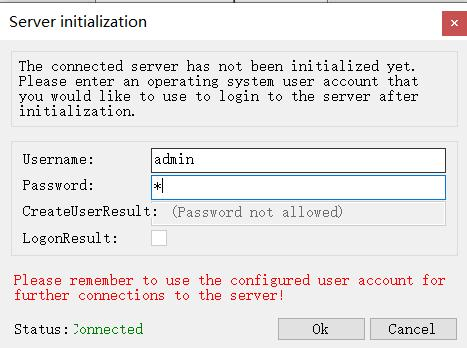 Server initialization
The connected server has not been initialized yet.
Please enter an operating system user account that
you would like to use to login to the server after
initialization.
Username: admin
Password: *
CreateUserResult: (Password not allowed)
LogonResult:
Please remember to use the configured user account for
further connections to the server!
Status: Connected Ok Cancel